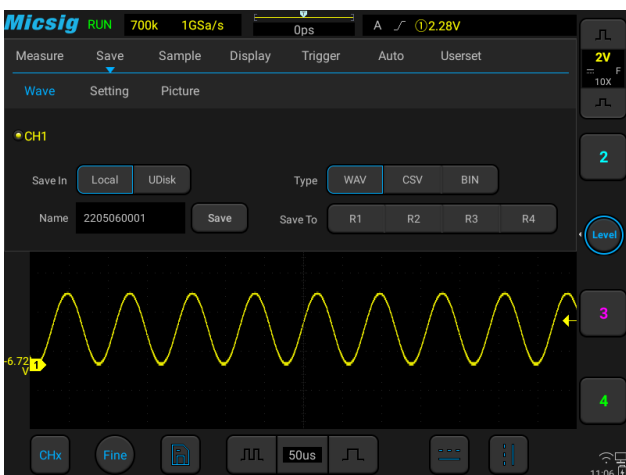 Micsig RUN 700k 1GSa/s 0ps A ①2.28V
Measure Save Sample Display Trigger Auto Userset
2V
F
10X
Wave Setting Picture
CH1
2
Save In Local UDisk Type WAV CSV BIN
Name 2205060001 Save Save To R1 R2 R3 R4
Level
3
-6.72
V
1
4
CHx Fine 50us
11:06